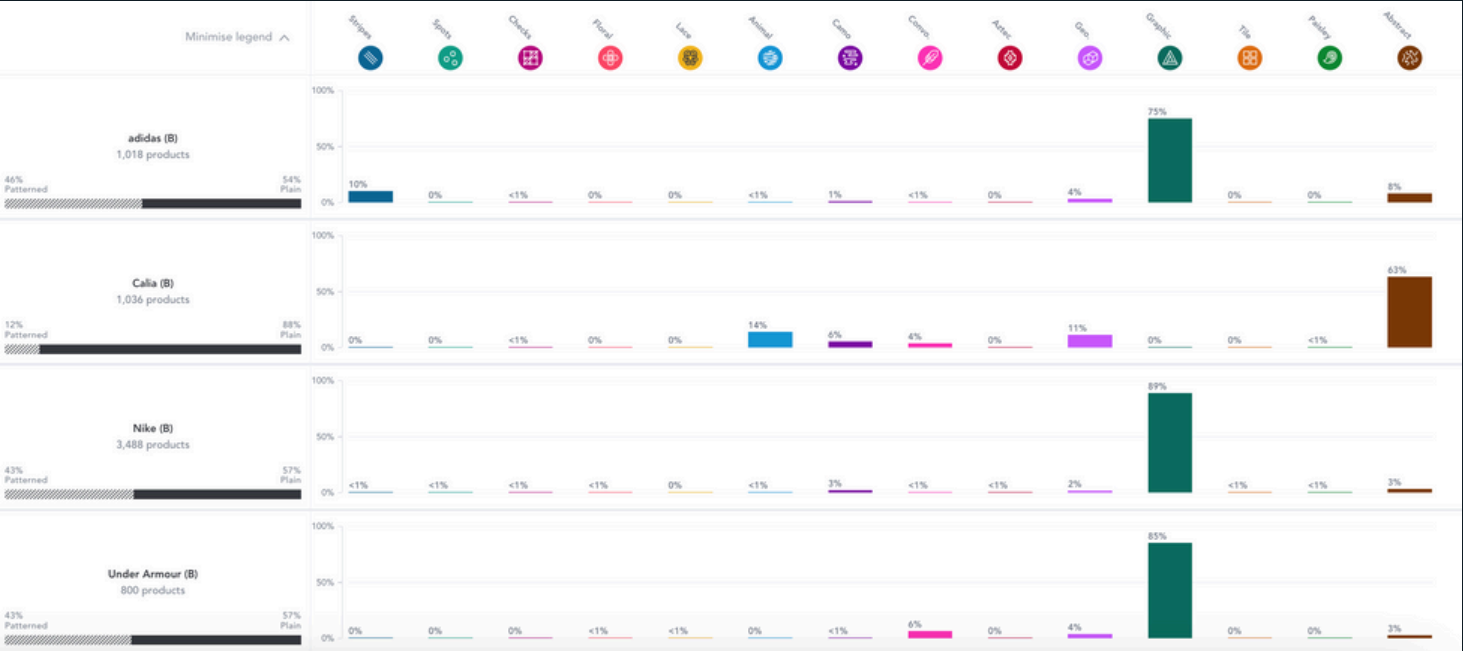 Minimise legend
Stripes Spots Checks Floral Lace Animal Camo Convo. Aztec Geo. Graphic Tile Paisley Abstract
adidas (B)
1,018 products
46% 54%
Patterned Plain
100%
50%
0%
10% 0% <1% 0% 0% <1% 1% <1% 0% 4% 75% 0% 0% 8%
Calia (B)
1,036 products
12% 88%
Patterned Plain
100%
50%
0%
0% 0% <1% 0% 0% 14% 6% 4% 0% 11% 0% 0% <1% 63%
Nike (B)
3,488 products
43% 57%
Patterned Plain
100%
50%
0%
<1% <1% <1% <1% 0% <1% 3% <1% <1% 2% 89% <1% <1% 3%
Under Armour (B)
800 products
43% 57%
Patterned Plain
100%
50%
0%
0% 0% 0% <1% <1% 0% <1% 6% 0% 4% 85% 0% 0% 3%